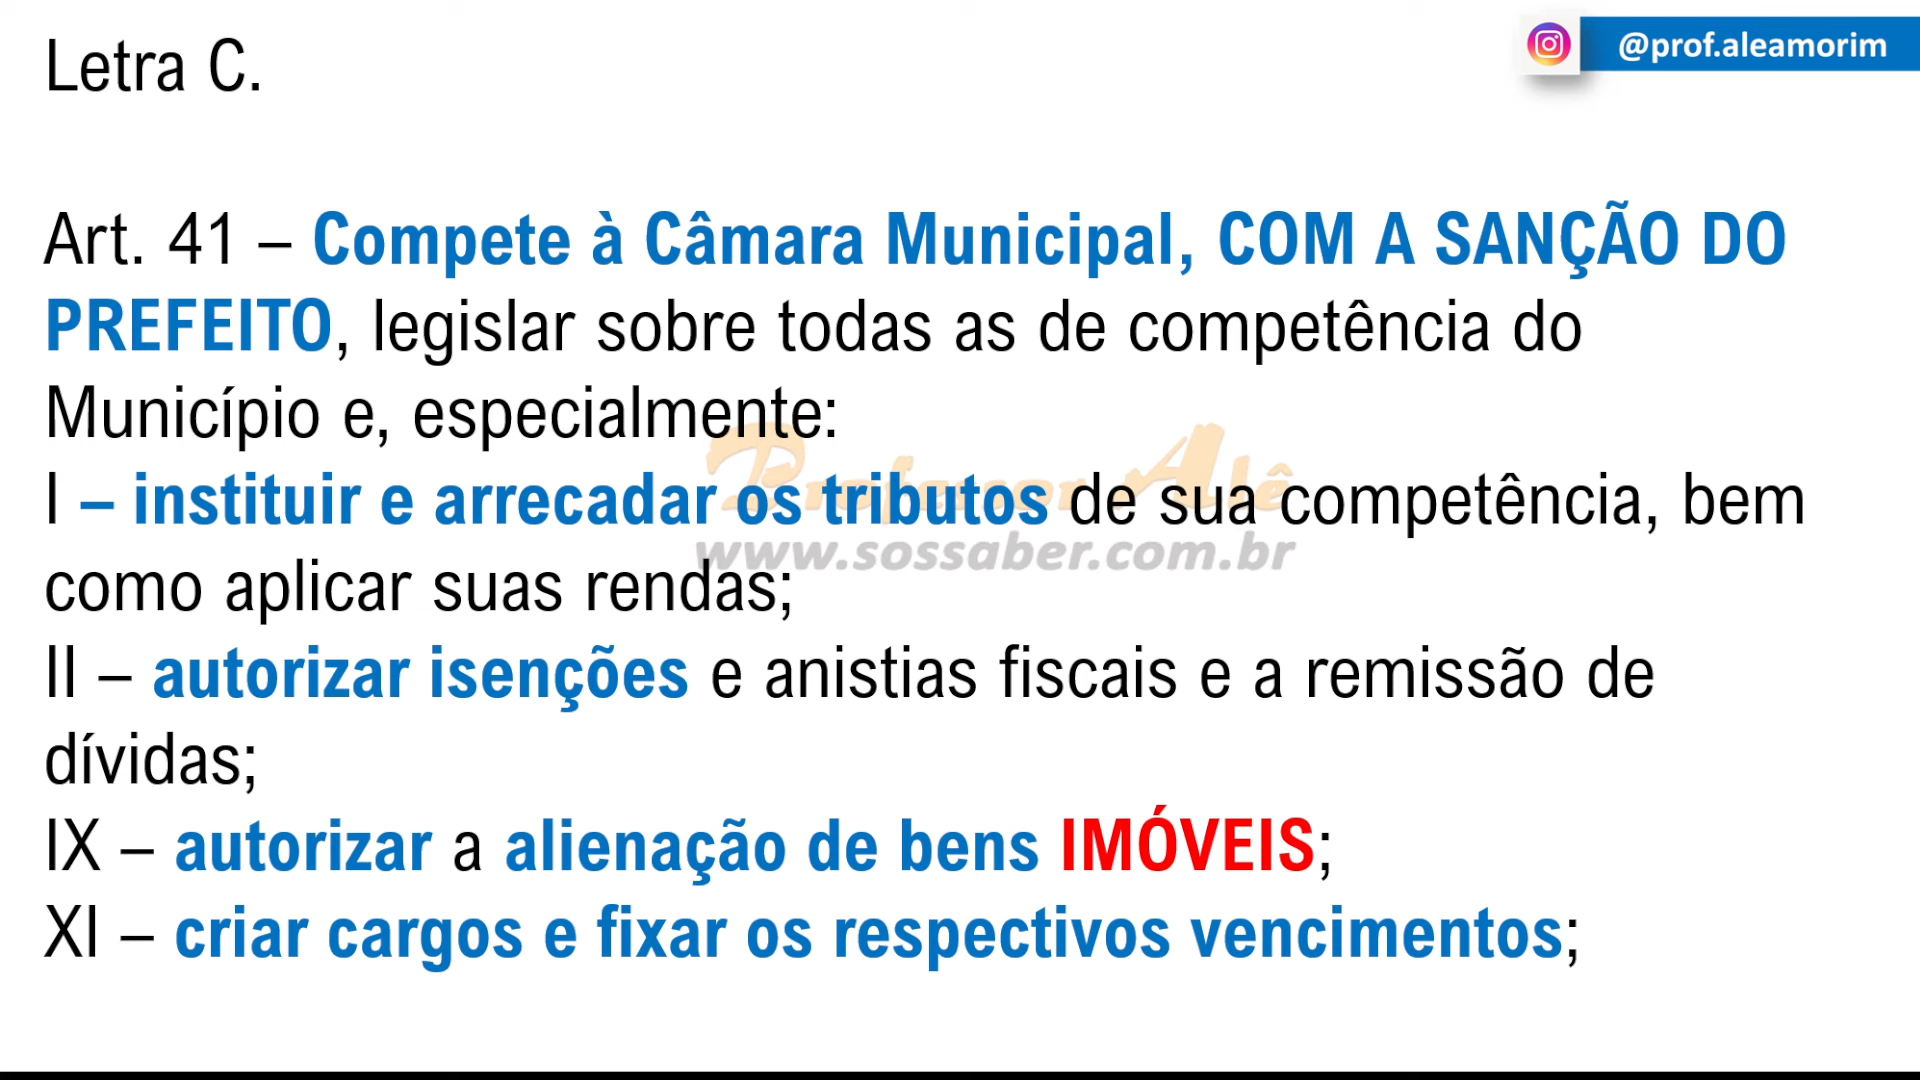 Letra C.
@prof.aleamorim
Art. 41 – Compete à Câmara Municipal, COM A SANÇÃO DO
PREFEITO, legislar sobre todas as de competência do
Município e, especialmente:
Professor Alê
I – instituir e arrecadar os tributos de sua competência, bem
www.sossaber.com.br
como aplicar suas rendas;
II – autorizar isenções e anistias fiscais e a remissão de
dívidas;
IX – autorizar a alienação de bens IMÓVEIS;
XI – criar cargos e fixar os respectivos vencimentos;